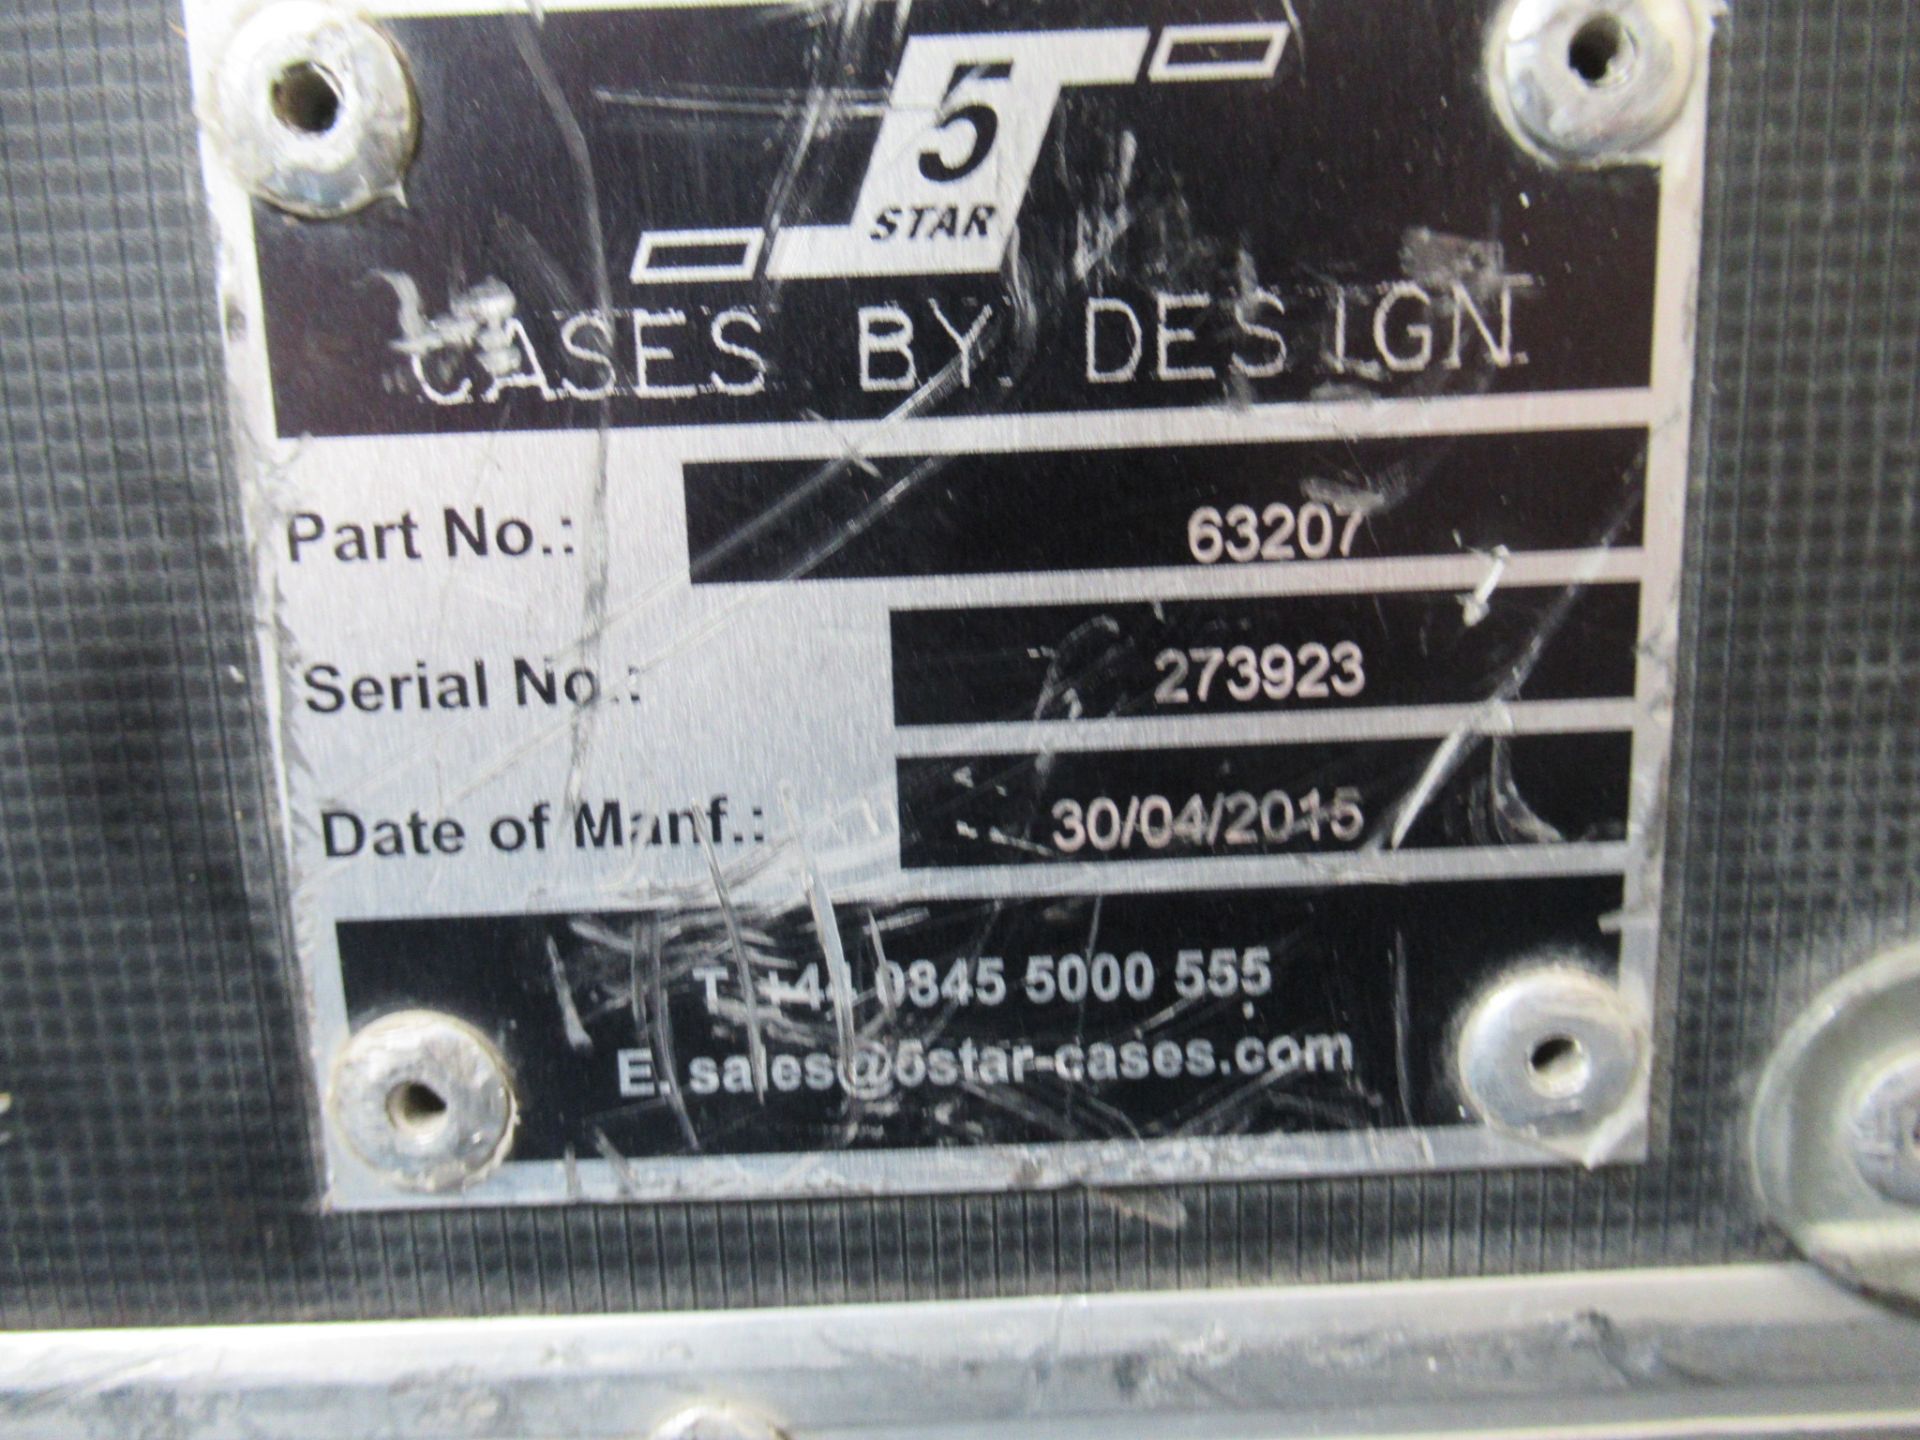 5
STAR
CASES BY DESIGN
Part No.: 63207
Serial No.: 273923
Date of Manf.: 30/04/2015
T. +44 0845 5000 555
E. sales@5star-cases.com